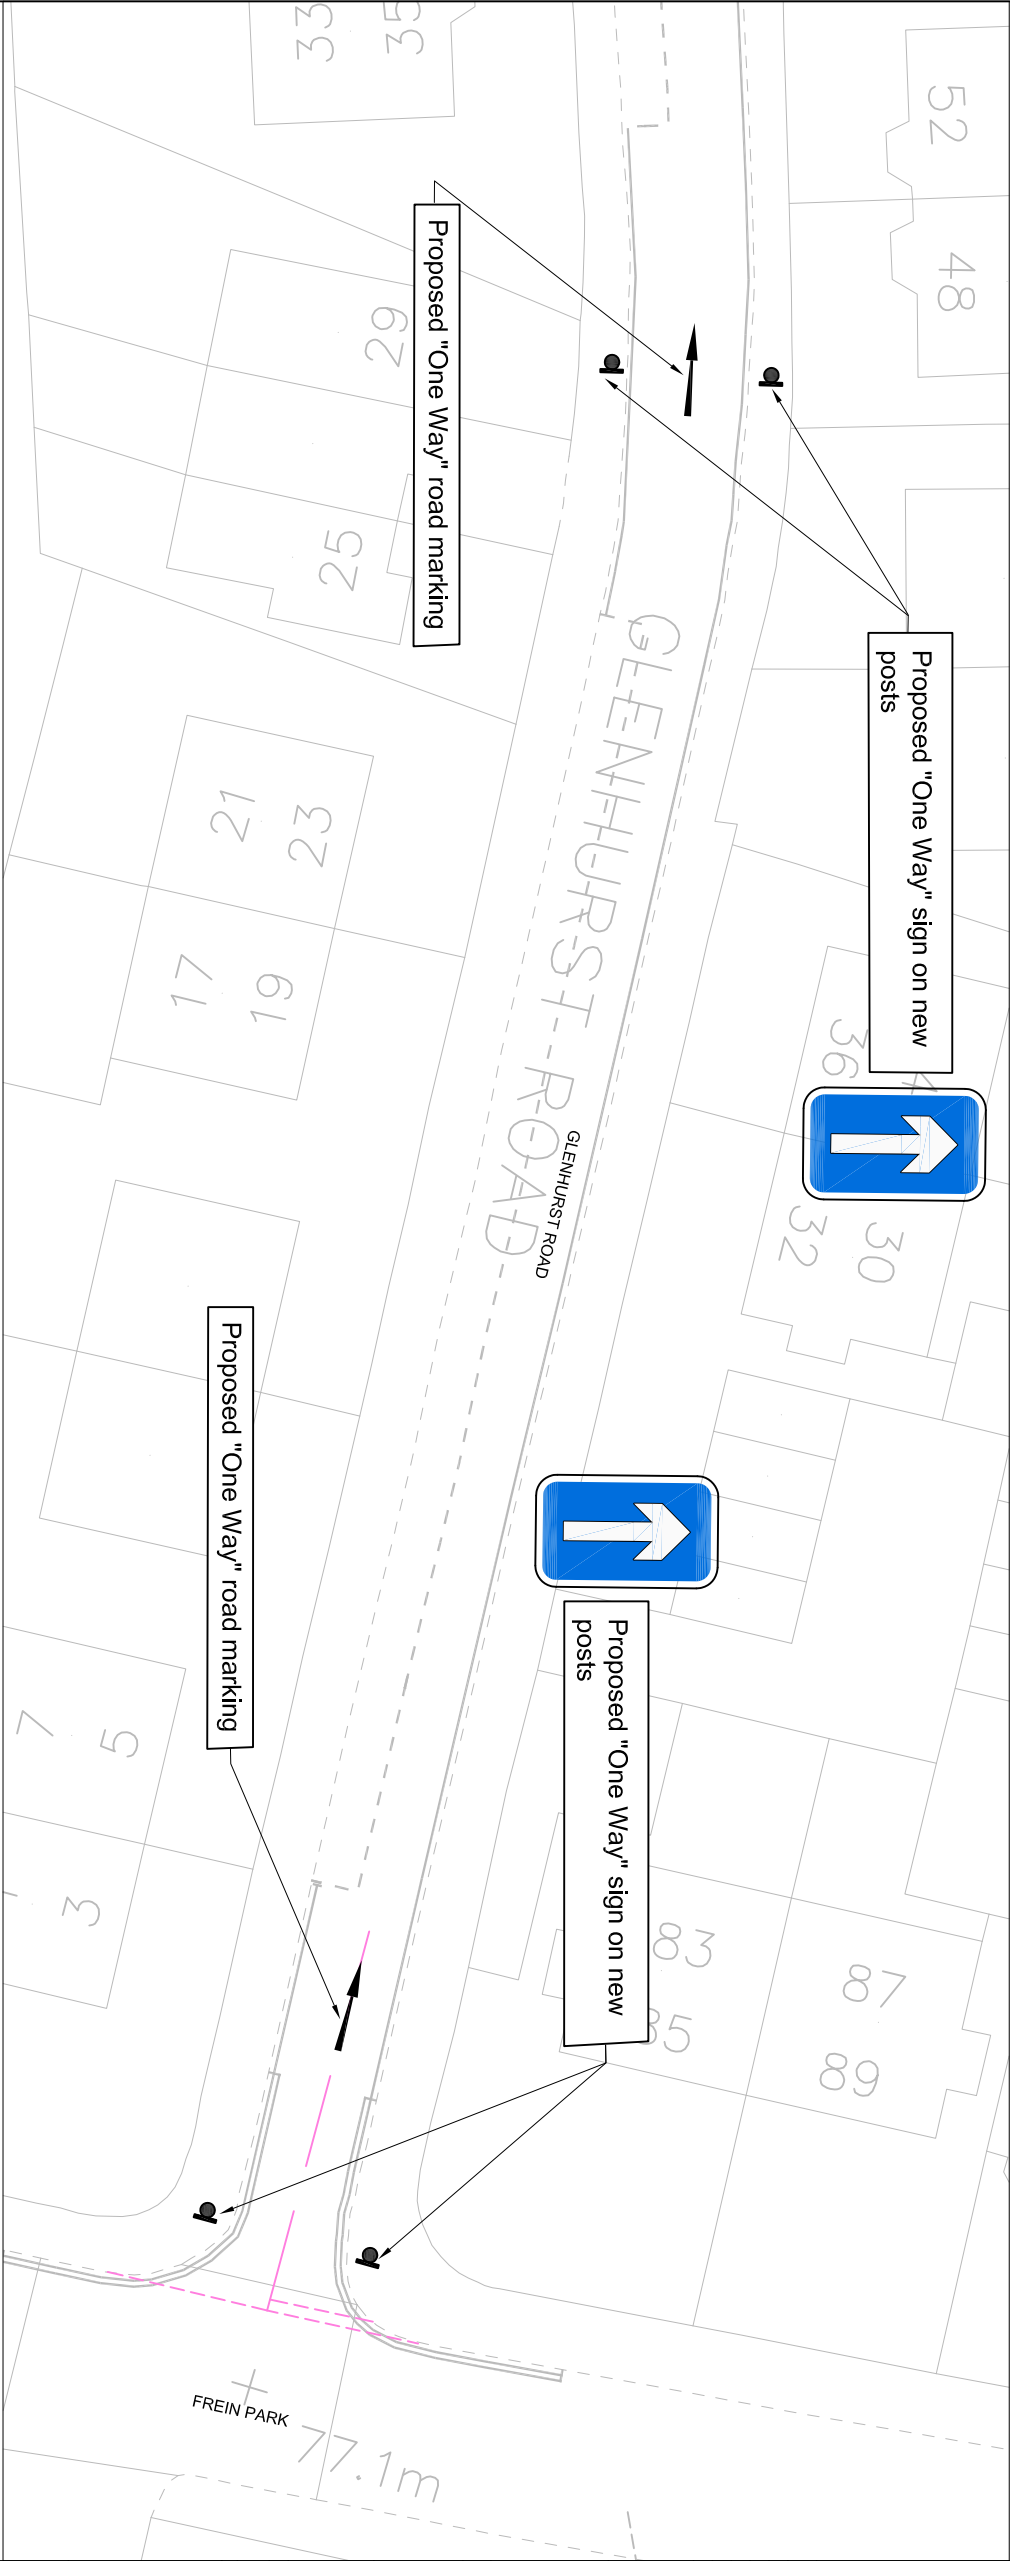 33
35
52
48
Proposed "One Way" road marking
29
25
Proposed "One Way" sign on new
posts
GLENHURST ROAD
21
23
17
19
36
GLENHURST ROAD
32
30
Proposed "One Way" road marking
Proposed "One Way" sign on new
posts
7
5
3
83
85
87
89
FREIN PARK
77.1m